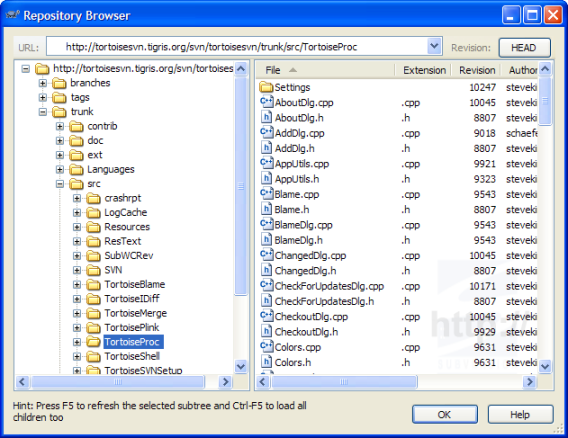 Repository Browser
URL: http://tortoisesvn.tigris.org/svn/tortoisesvn/trunk/src/TortoiseProc Revision: HEAD
http://tortoisesvn.tigris.org/svn/tortoises
branches
tags
trunk
contrib
doc
ext
Languages
src
crashrpt
LogCache
Resources
ResText
SubWCRev
SVN
TortoiseBlame
TortoiseIDiff
TortoiseMerge
TortoisePlink
TortoiseProc
TortoiseShell
TortoiseSVNSetup
File Extension Revision Autho
Settings 10247 steveki
AboutDlg.cpp .cpp 10045 steveki
AboutDlg.h .h 8807 steveki
AddDlg.cpp .cpp 9018 schaefe
AddDlg.h .h 8807 steveki
AppUtils.cpp .cpp 9921 steveki
AppUtils.h .h 9323 steveki
Blame.cpp .cpp 9543 steveki
Blame.h .h 8807 steveki
BlameDlg.cpp .cpp 9543 steveki
BlameDlg.h .h 9543 steveki
ChangedDlg.cpp .cpp 10045 steveki
ChangedDlg.h .h 8807 steveki
CheckForUpdatesDlg.cpp .cpp 10171 steveki
CheckForUpdatesDlg.h .h 8807 steveki
CheckoutDlg.cpp .cpp 10045 steveki
CheckoutDlg.h .h 9929 steveki
Colors.cpp .cpp 9631 steveki
Colors.h .h 9631 steveki
http:/
Hint: Press F5 to refresh the selected subtree and Ctrl-F5 to load all
children too
OK Help